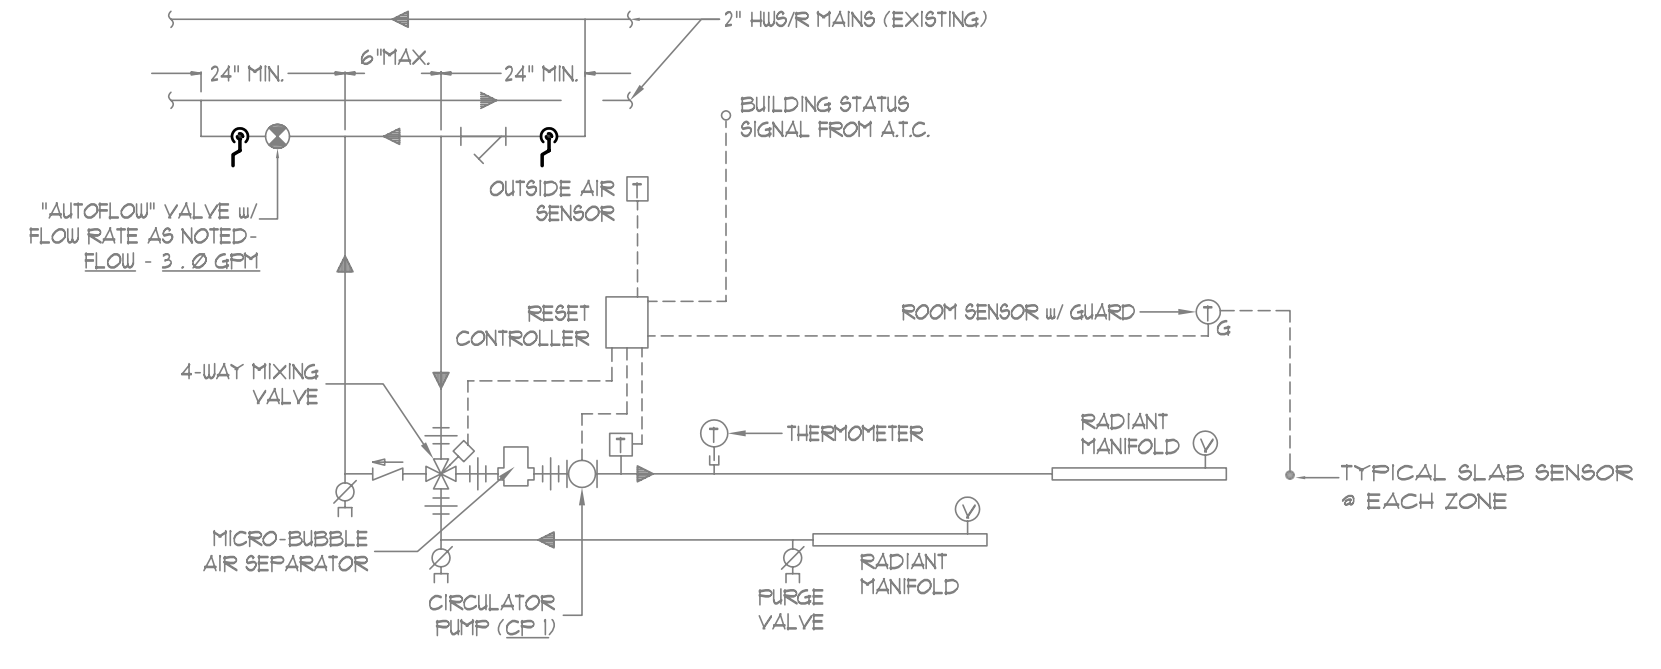 2" HWS/R MAINS (EXISTING)
6"MAX.
24" MIN.
24" MIN.
BUILDING STATUS
SIGNAL FROM A.T.C.
OUTSIDE AIR
SENSOR
T
"AUTOFLOW" VALVE w/
FLOW RATE AS NOTED-
FLOW - 3.0 GPM
RESET
CONTROLLER
ROOM SENSOR w/ GUARD
T
G
4-WAY MIXING
VALVE
T
T
THERMOMETER
RADIANT
MANIFOLD
V
TYPICAL SLAB SENSOR
@ EACH ZONE
MICRO-BUBBLE
AIR SEPARATOR
V
RADIANT
MANIFOLD
CIRCULATOR
PUMP (CP 1)
PURGE
VALVE